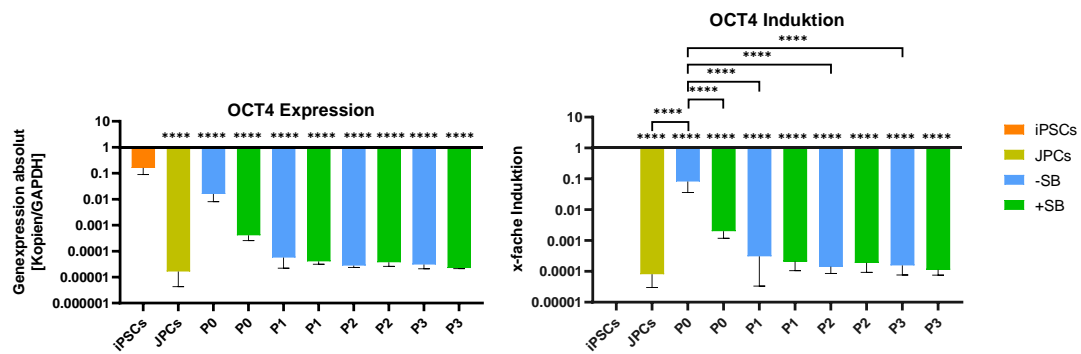 OCT4 Induktion
****
****
****
****
****
OCT4 Expression
Genexpression absolut
[Kopien/GAPDH]
10
1
0.1
0.01
0.001
0.0001
0.00001
0.000001
**** **** **** **** **** **** **** **** ****
iPSCs JPCs P0 P0 P1 P1 P2 P2 P3 P3
x-fache Induktion
10
1
0.1
0.01
0.001
0.0001
0.00001
**** **** **** **** **** **** **** **** ****
iPSCs JPCs P0 P0 P1 P1 P2 P2 P3 P3
iPSCs
JPCs
-SB
+SB